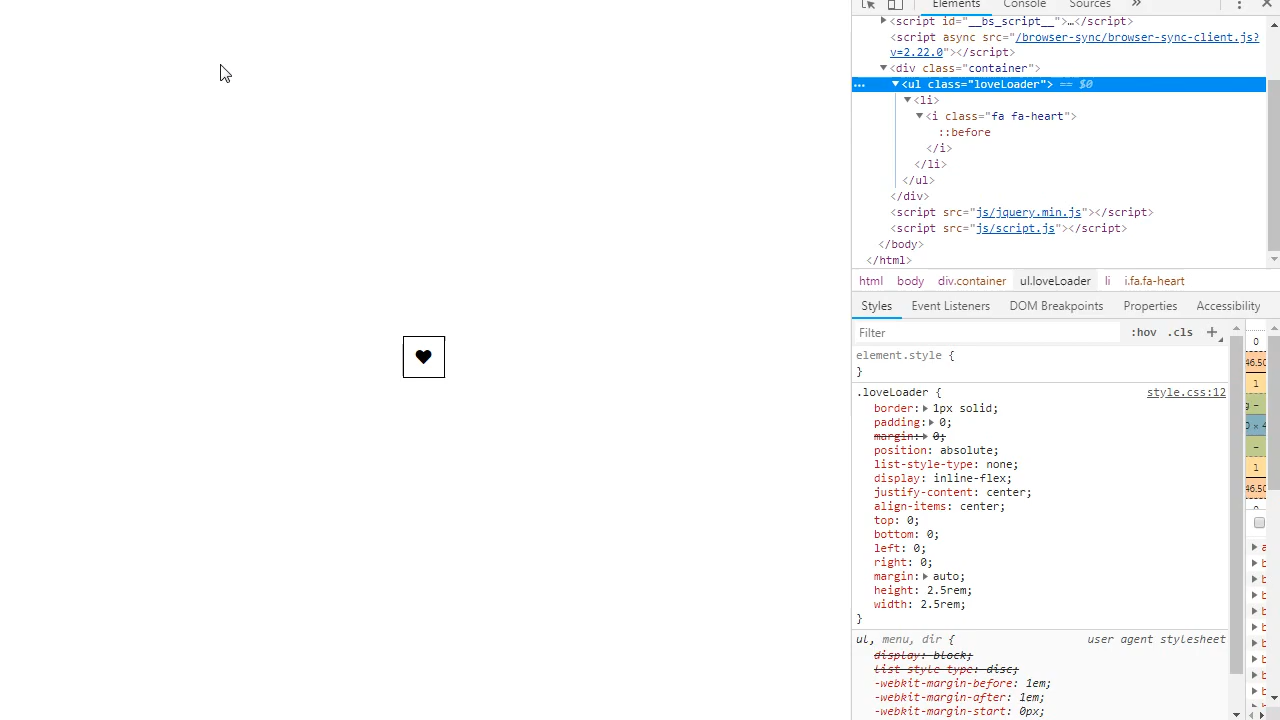 Elements Console Sources »
<script id="__bs_script__">…</script>
<script async src="/browser-sync/browser-sync-client.js?
v=2.22.0"></script>
<div class="container">
… <ul class="loveLoader"> == $0
<li>
<i class="fa fa-heart">
::before
</i>
</li>
</ul>
</div>
<script src="js/jquery.min.js"></script>
<script src="js/script.js"></script>
</body>
</html>
html body div.container ul.loveLoader li i.fa.fa-heart
Styles Event Listeners DOM Breakpoints Properties Accessibility
Filter :hov .cls +
element.style {
}
.loveLoader { style.css:12
border: 1px solid;
padding: 0;
margin: 0;
position: absolute;
list-style-type: none;
display: inline-flex;
justify-content: center;
align-items: center;
top: 0;
bottom: 0;
left: 0;
right: 0;
margin: auto;
height: 2.5rem;
width: 2.5rem;
}
ul, menu, dir { user agent stylesheet
display: block;
list-style-type: disc;
-webkit-margin-before: 1em;
-webkit-margin-after: 1em;
-webkit-margin-start: 0px;
0
46.50
1
1
46.50